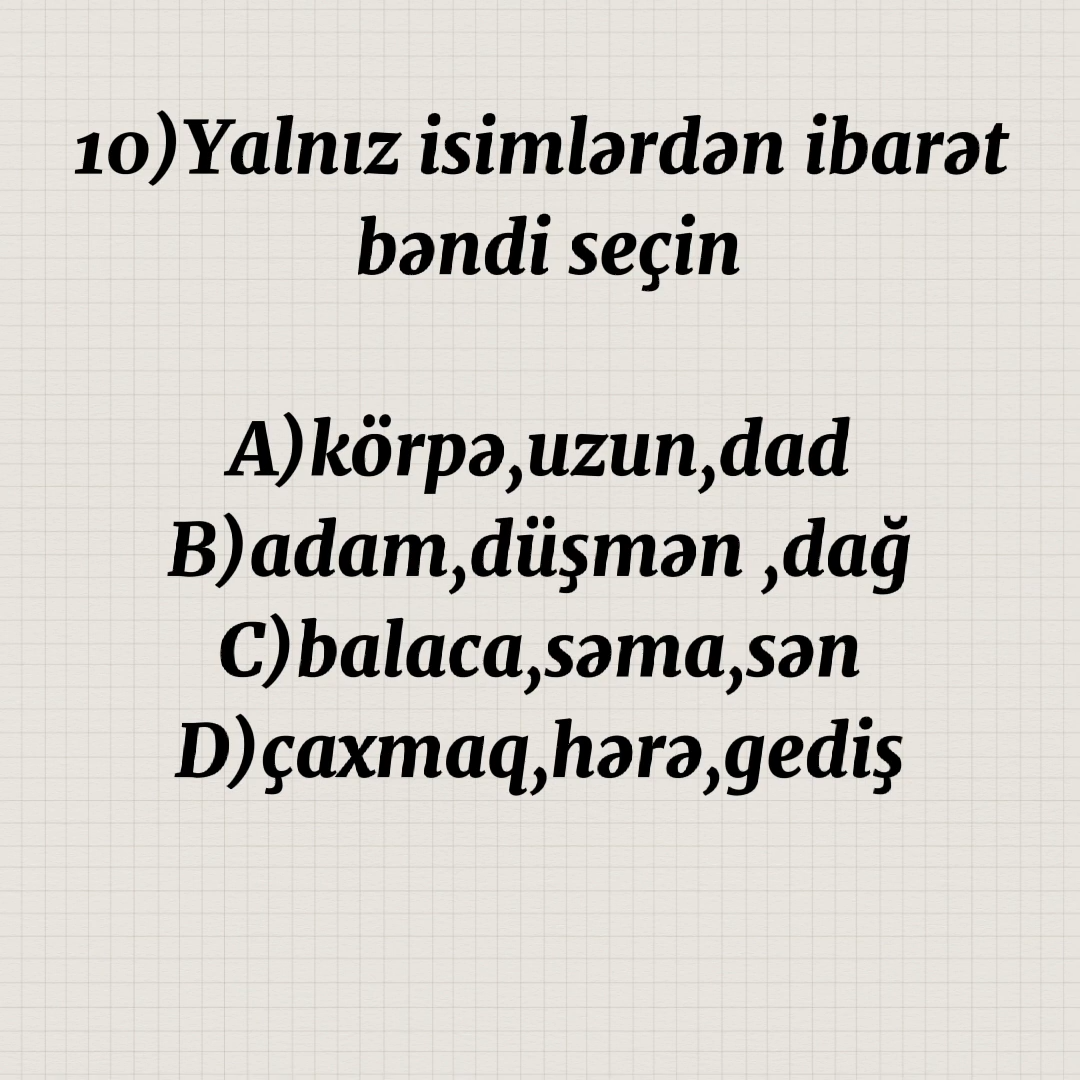 10)Yalnız isimlərdən ibarət
bəndi seçin
A)körpə,uzun,dad
B)adam,düşmən ,dağ
C)balaca,səma,sən
D)çaxmaq,hərə,gediş